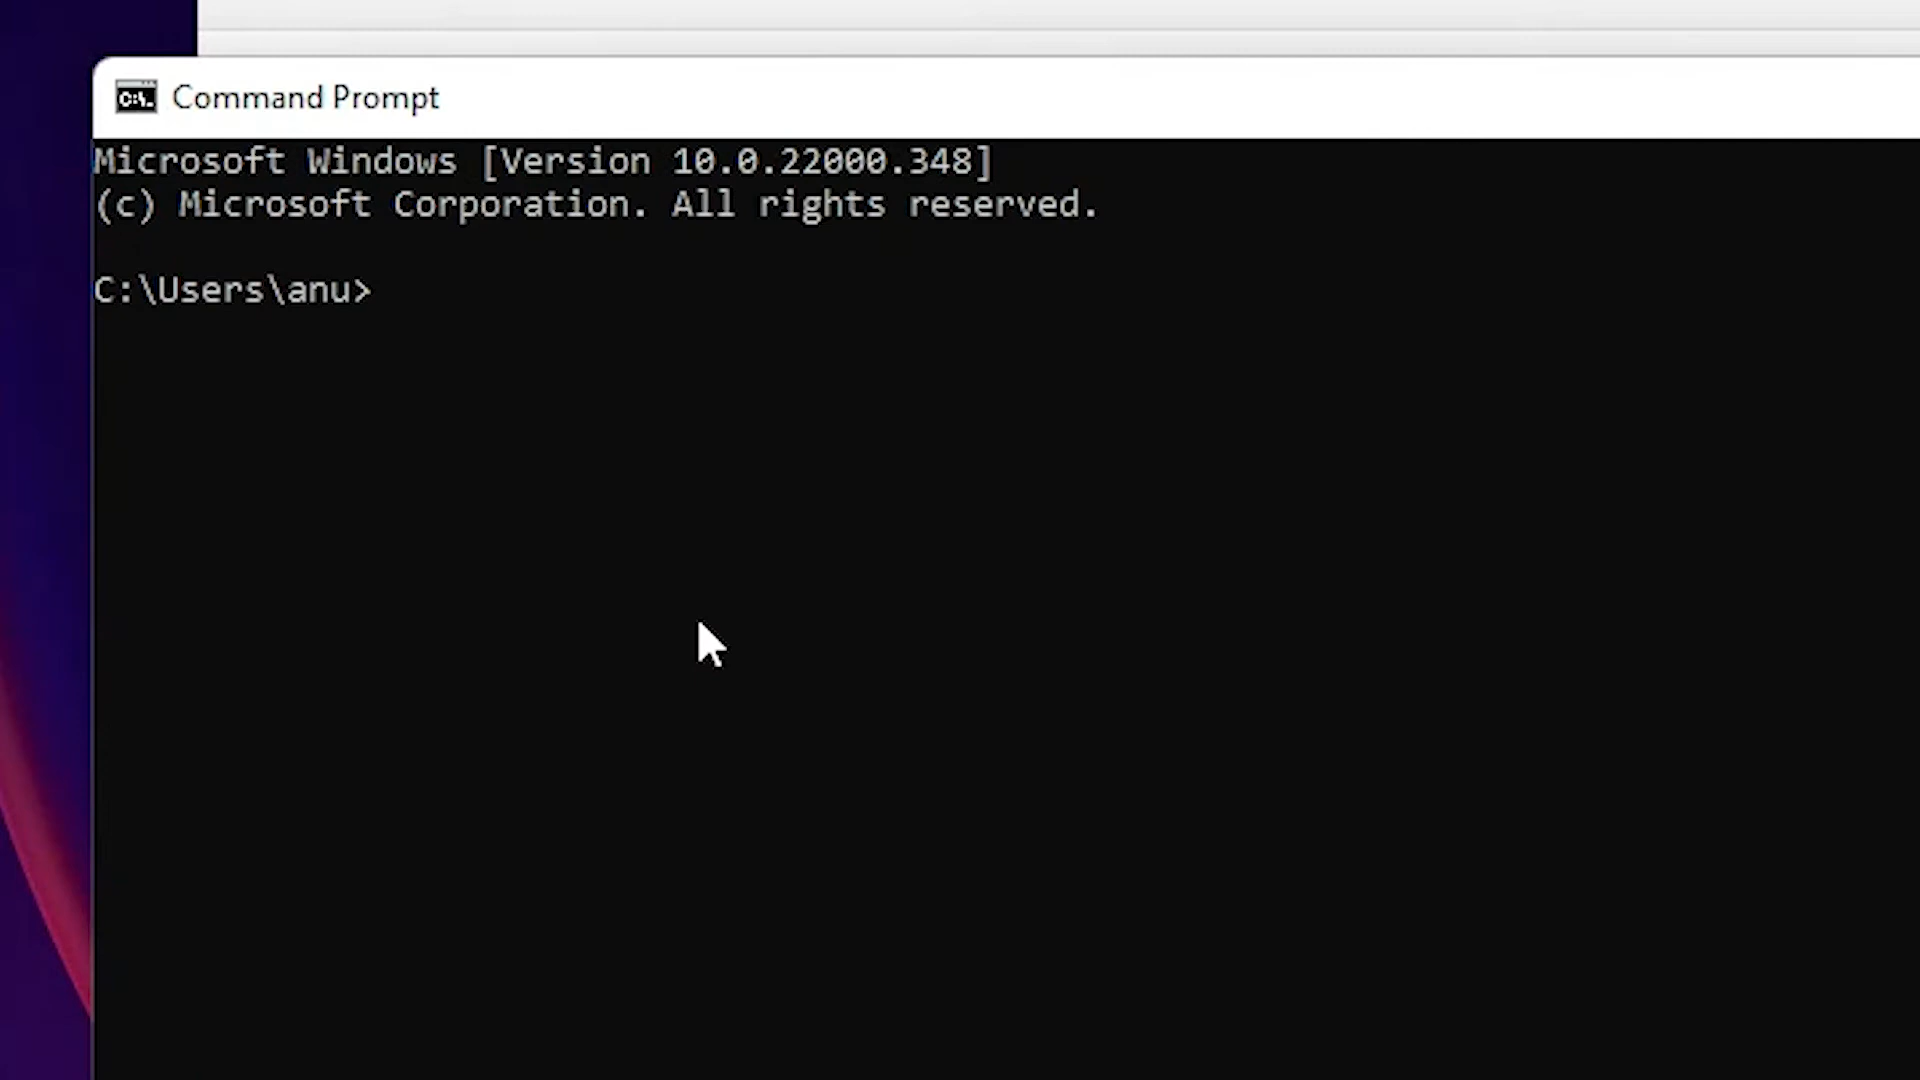 Command Prompt
Microsoft Windows [Version 10.0.22000.348]
(c) Microsoft Corporation. All rights reserved.
C:\Users\anu>